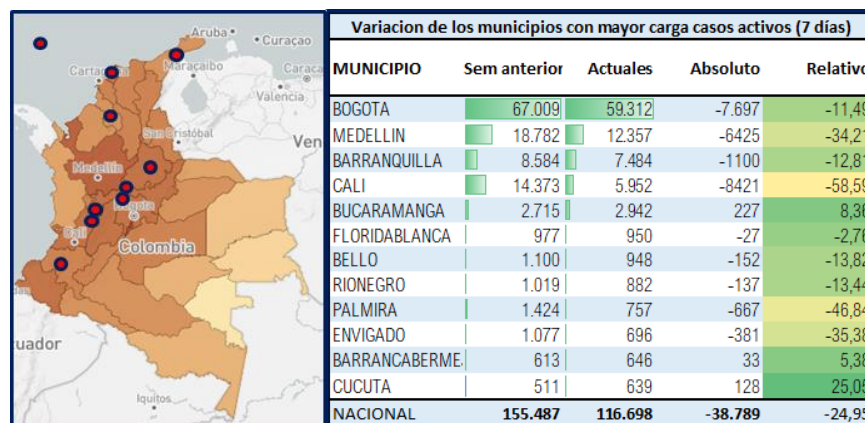 Aruba
Curaçao
Cartagen
Maracaibo
Caraca
Valencia
San Cristóbal
Ven
Medellín
Bogota
Cali
Colombia
cuador
Iquitos
Variacion de los municipios con mayor carga casos activos (7 días)
MUNICIPIO Sem anterior Actuales Absoluto Relativo
BOGOTA 67.009 59.312 -7.697 -11,49
MEDELLIN 18.782 12.357 -6425 -34,21
BARRANQUILLA 8.584 7.484 -1100 -12,81
CALI 14.373 5.952 -8421 -58,59
BUCARAMANGA 2.715 2.942 227 8,36
FLORIDABLANCA 977 950 -27 -2,76
BELLO 1.100 948 -152 -13,82
RIONEGRO 1.019 882 -137 -13,44
PALMIRA 1.424 757 -667 -46,84
ENVIGADO 1.077 696 -381 -35,38
BARRANCABERME 613 646 33 5,38
CUCUTA 511 639 128 25,05
NACIONAL 155.487 116.698 -38.789 -24,95